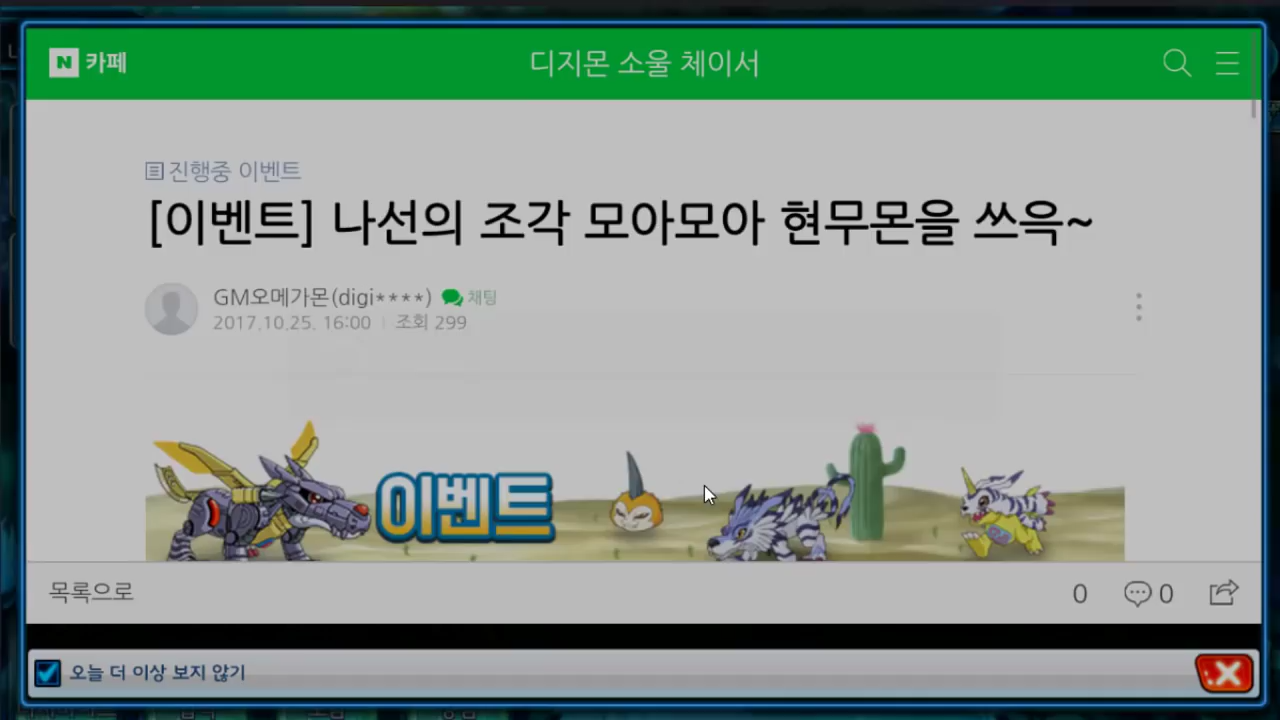 N 카페
디지몬 소울 체이서
진행중 이벤트
[이벤트] 나선의 조각 모아모아 현무몬을 쓰윽~
GM오메가몬(digi****) 채팅
2017.10.25. 16:00 조회 299
이벤트
목록으로
0 0
오늘 더 이상 보지 않기